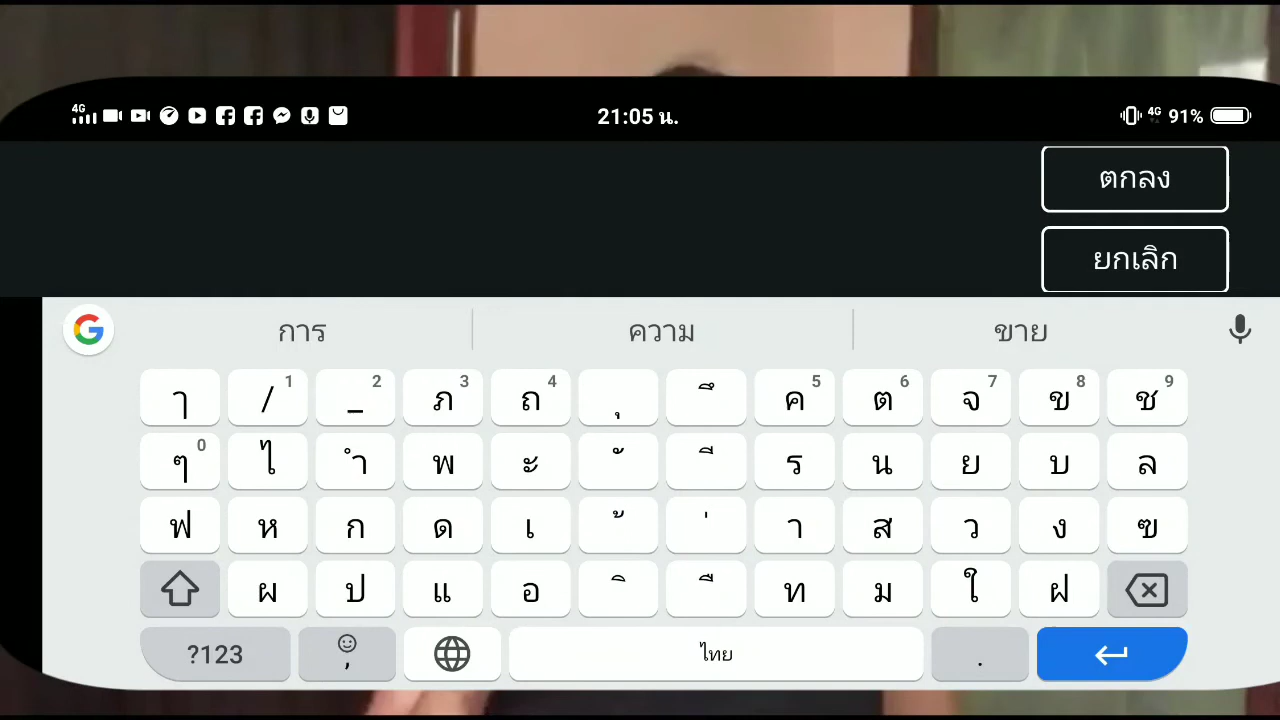 4G 21:05 น. 4G 91%
ตกลง
ยกเลิก
G การ ความ ขาย
ๅ / 1 _ 2 ภ 3 ถ 4 ุ ึ ค 5 ต 6 จ 7 ข 8 ช 9
ๆ 0 ไ ำ พ ะ ั ี ร น ย บ ล
ฟ ห ก ด เ ้ ่ า ส ว ง ฃ
ผ ป แ อ ิ ื ท ม ใ ฝ
?123 , ไทย .